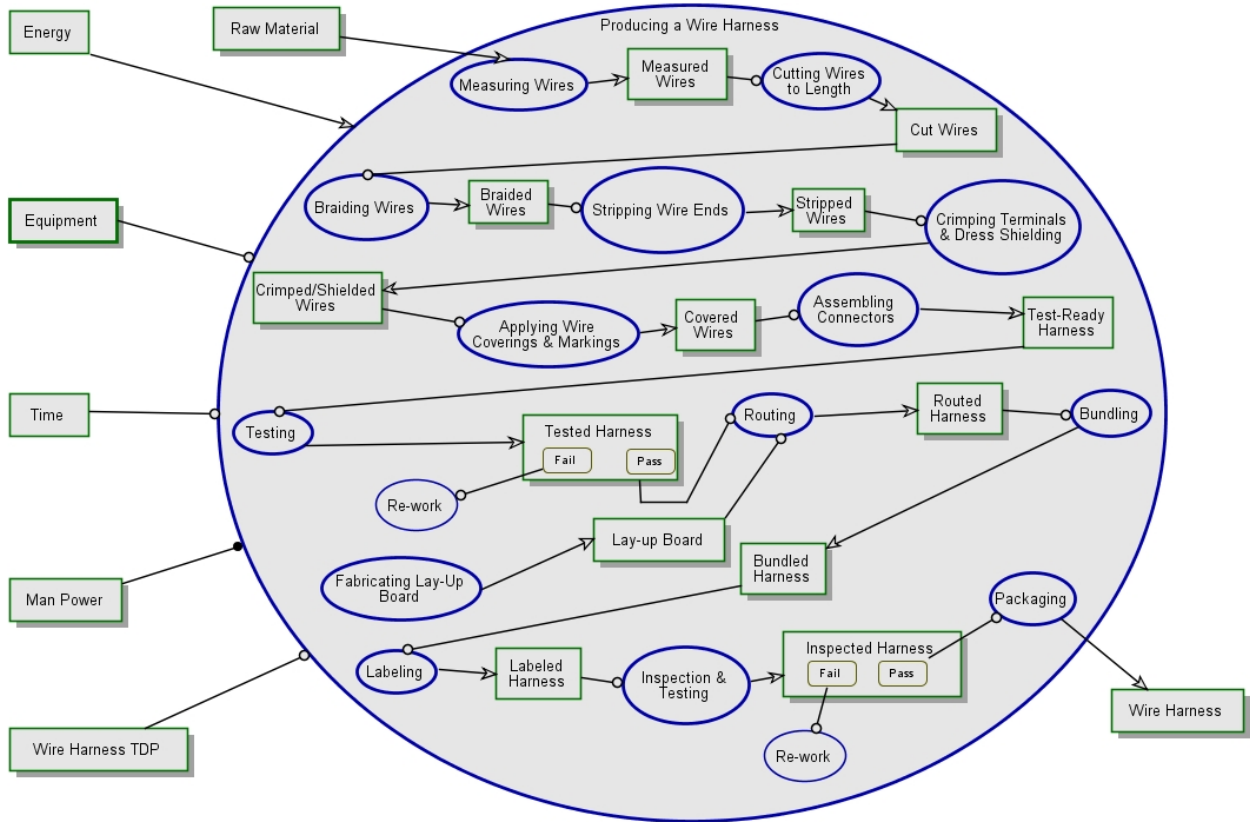 Producing a Wire Harness
Energy
Raw Material
Measuring Wires
Measured
Wires
Cutting Wires
to Length
Cut Wires
Equipment
Braiding Wires
Braided
Wires
Stripping Wire Ends
Stripped
Wires
Crimping Terminals
& Dress Shielding
Crimped/Shielded
Wires
Applying Wire
Coverings & Markings
Covered
Wires
Assembling
Connectors
Test-Ready
Harness
Time
Testing
Tested Harness
Fail
Pass
Routing
Routed
Harness
Bundling
Re-work
Lay-up Board
Bundled
Harness
Fabricating Lay-Up
Board
Man Power
Packaging
Labeling
Labeled
Harness
Inspection &
Testing
Inspected Harness
Fail
Pass
Wire Harness
Wire Harness TDP
Re-work